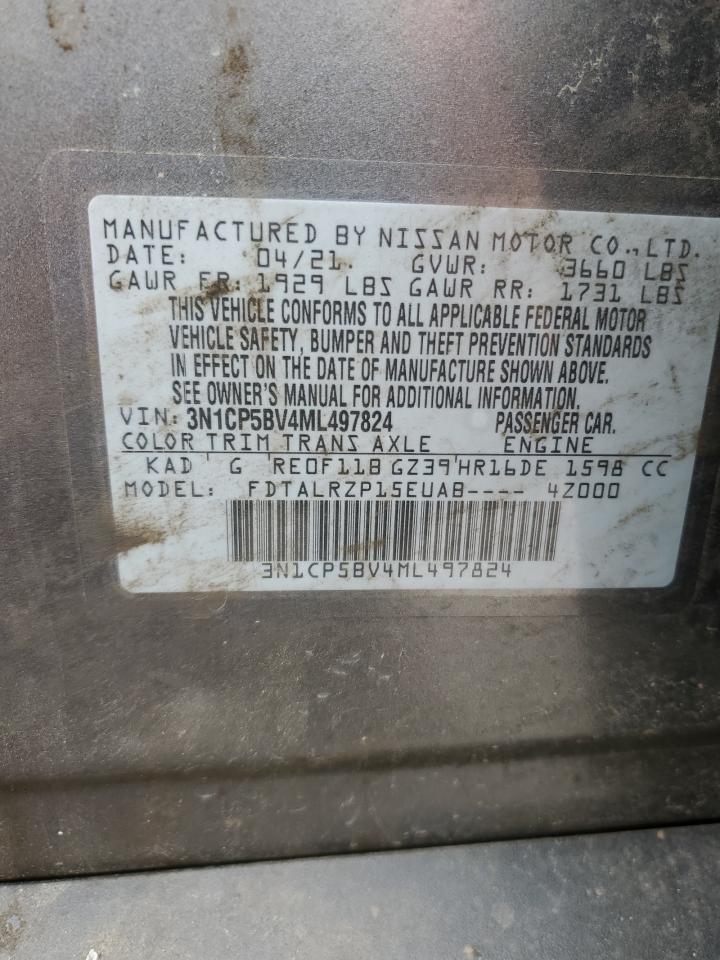 MANUFACTURED BY NISSAN MOTOR CO., LTD.
DATE: 04/21. GVWR: 3660 LBS
GAWR FR: 1929 LBS GAWR RR: 1731 LBS
THIS VEHICLE CONFORMS TO ALL APPLICABLE FEDERAL MOTOR
VEHICLE SAFETY, BUMPER AND THEFT PREVENTION STANDARDS
IN EFFECT ON THE DATE OF MANUFACTURE SHOWN ABOVE.
SEE OWNER'S MANUAL FOR ADDITIONAL INFORMATION.
VIN: 3N1CP5BV4ML497824 PASSENGER CAR.
COLOR TRIM TRANS AXLE ENGINE
KAD G RE0F11B GZ39 HR16DE 1598 CC
MODEL: FDTALRZP15EUAB---- 4Z000
3N1CP5BV4ML497824